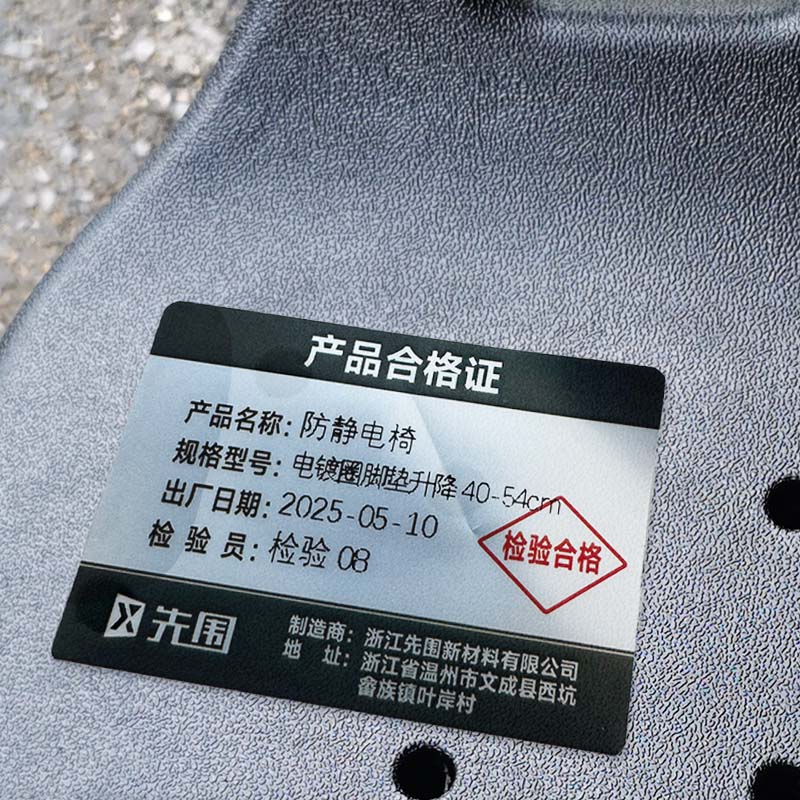 产品合格证
产品名称：防静电椅
规格型号：电镀圈脚垫升降40-54cm
出厂日期：2025-05-10
检 验 员：检验08
检验合格
先围
制造商：浙江先围新材料有限公司
地 址：浙江省温州市文成县西坑
畲族镇叶岸村